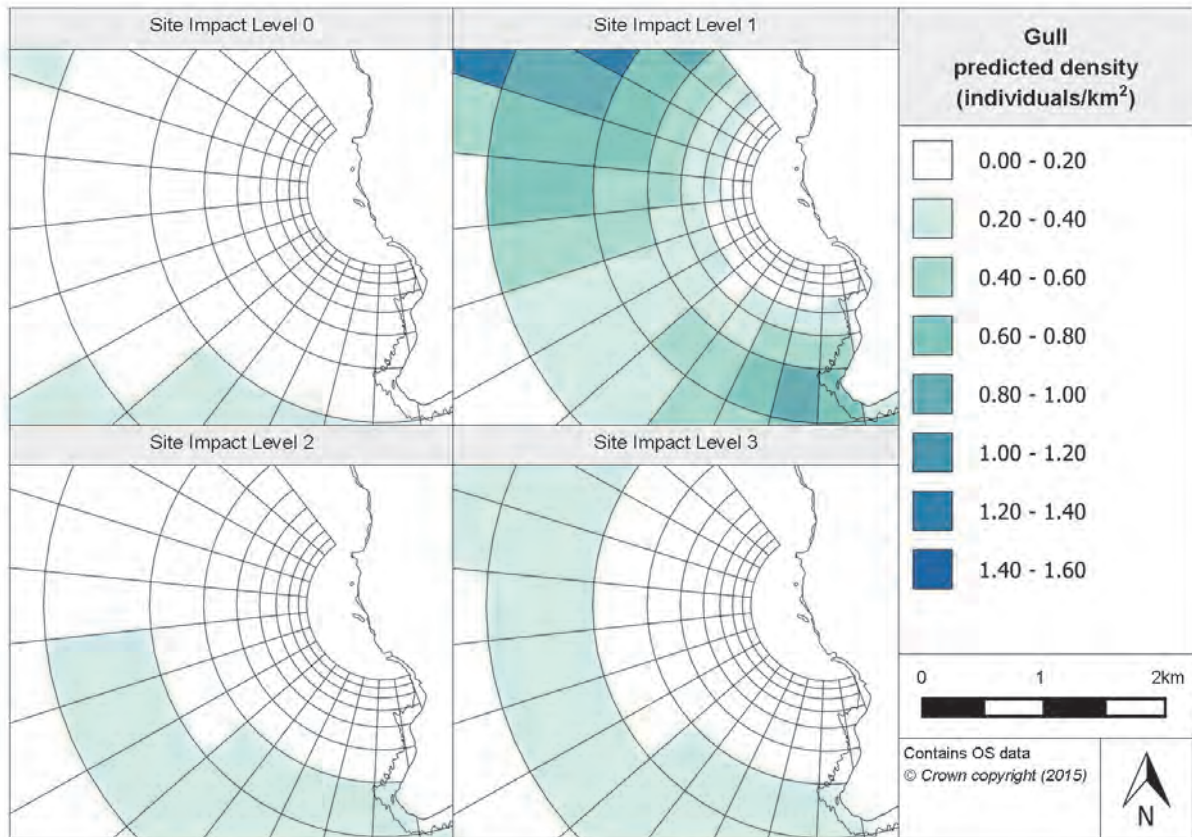 Site Impact Level 0
Site Impact Level 1
Site Impact Level 2
Site Impact Level 3
Gull
predicted density
(individuals/km²)
0.00 - 0.20
0.20 - 0.40
0.40 - 0.60
0.60 - 0.80
0.80 - 1.00
1.00 - 1.20
1.20 - 1.40
1.40 - 1.60
0 1 2km
Contains OS data
© Crown copyright (2015)
N